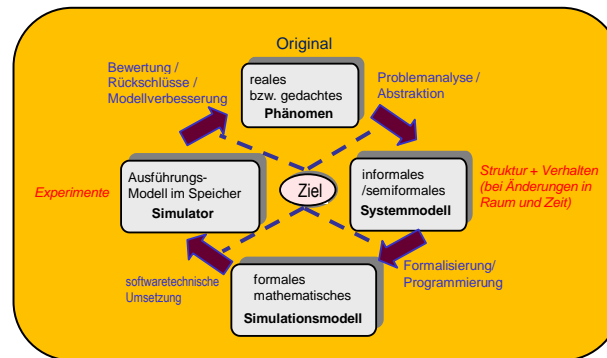 Original
Bewertung /
Rückschlüsse /
Modellverbesserung
reales
bzw. gedachtes
Phänomen
Problemanalyse /
Abstraktion
Experimente
Ausführungs-
Modell im Speicher
Simulator
Ziel
informales
/semiformales
Systemmodell
Struktur + Verhalten
(bei Änderungen in
Raum und Zeit)
softwaretechnische
Umsetzung
formales
mathematisches
Simulationsmodell
Formalisierung/
Programmierung